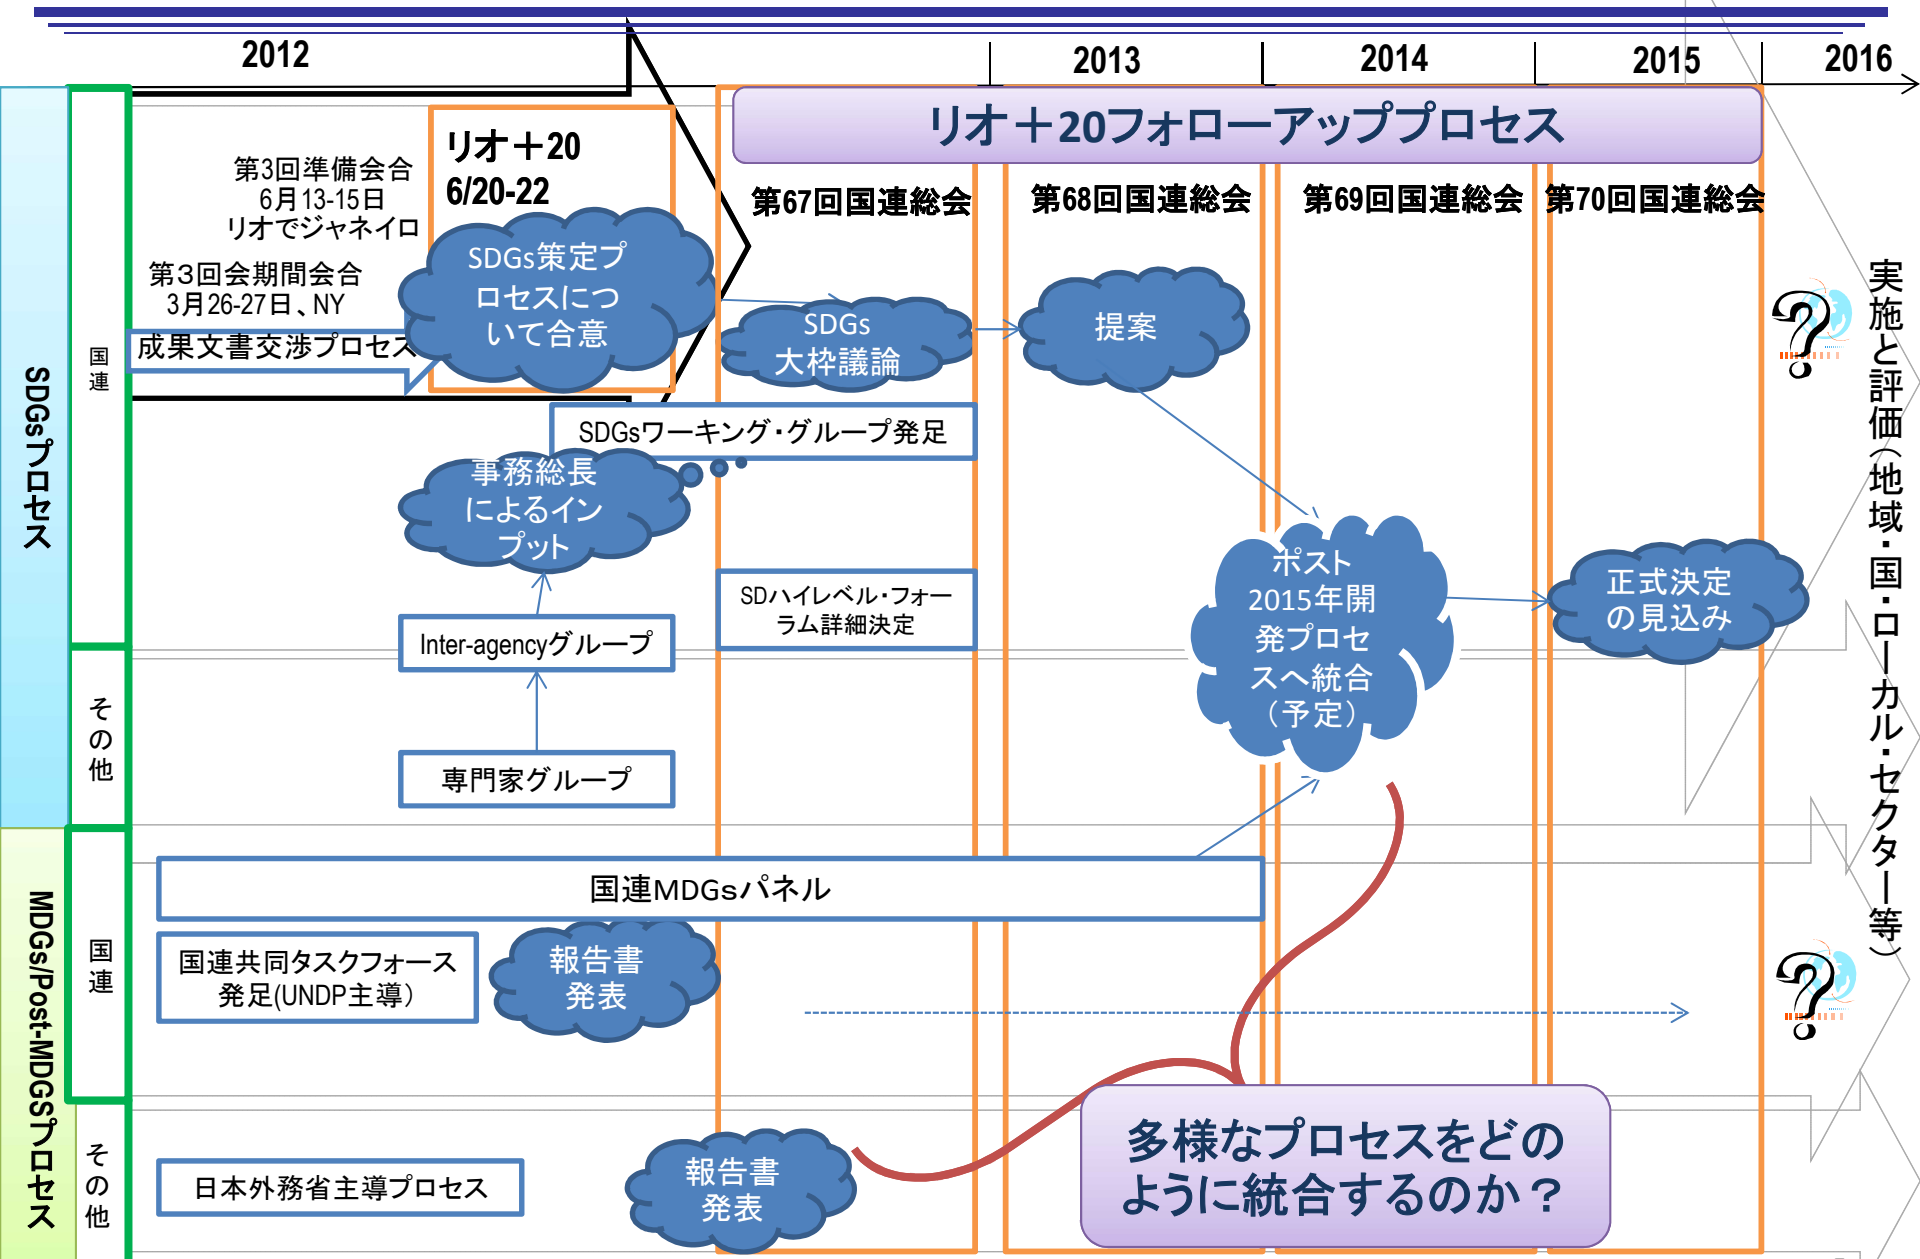 2012
2013
2014
2015
2016
リオ＋20フォローアッププロセス
リオ＋20
6/20-22
第3回準備会合
6月13-15日
リオでジャネイロ
第３回会期間会合
3月26-27日、NY
成果文書交渉プロセス
SDGs策定プ
ロセスにつ
いて合意
第67回国連総会
第68回国連総会
第69回国連総会
第70回国連総会
SDGs
大枠議論
提案
SDGsワーキング・グループ発足
事務総長
によるイン
プット
SDハイレベル・フォー
ラム詳細決定
Inter-agencyグループ
専門家グループ
ポスト
2015年開
発プロセ
スへ統合
（予定）
正式決定
の見込み
実施と評価（地域・国・ローカル・セクター等）
SDGsプロセス
国連
その他
MDGs/Post-MDGSプロセス
国連
その他
国連MDGsパネル
国連共同タスクフォース
発足(UNDP主導）
報告書
発表
日本外務省主導プロセス
報告書
発表
多様なプロセスをどの
ように統合するのか？